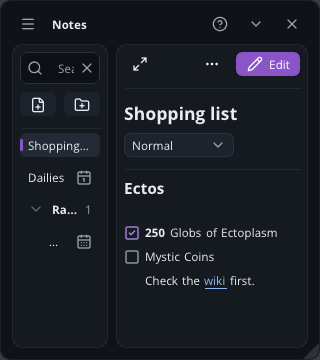 Notes
Sea
Shopping...
Dailies
Ra... 1
...
Edit
Shopping list
Normal
Ectos
250 Globs of Ectoplasm
Mystic Coins
Check the wiki first.